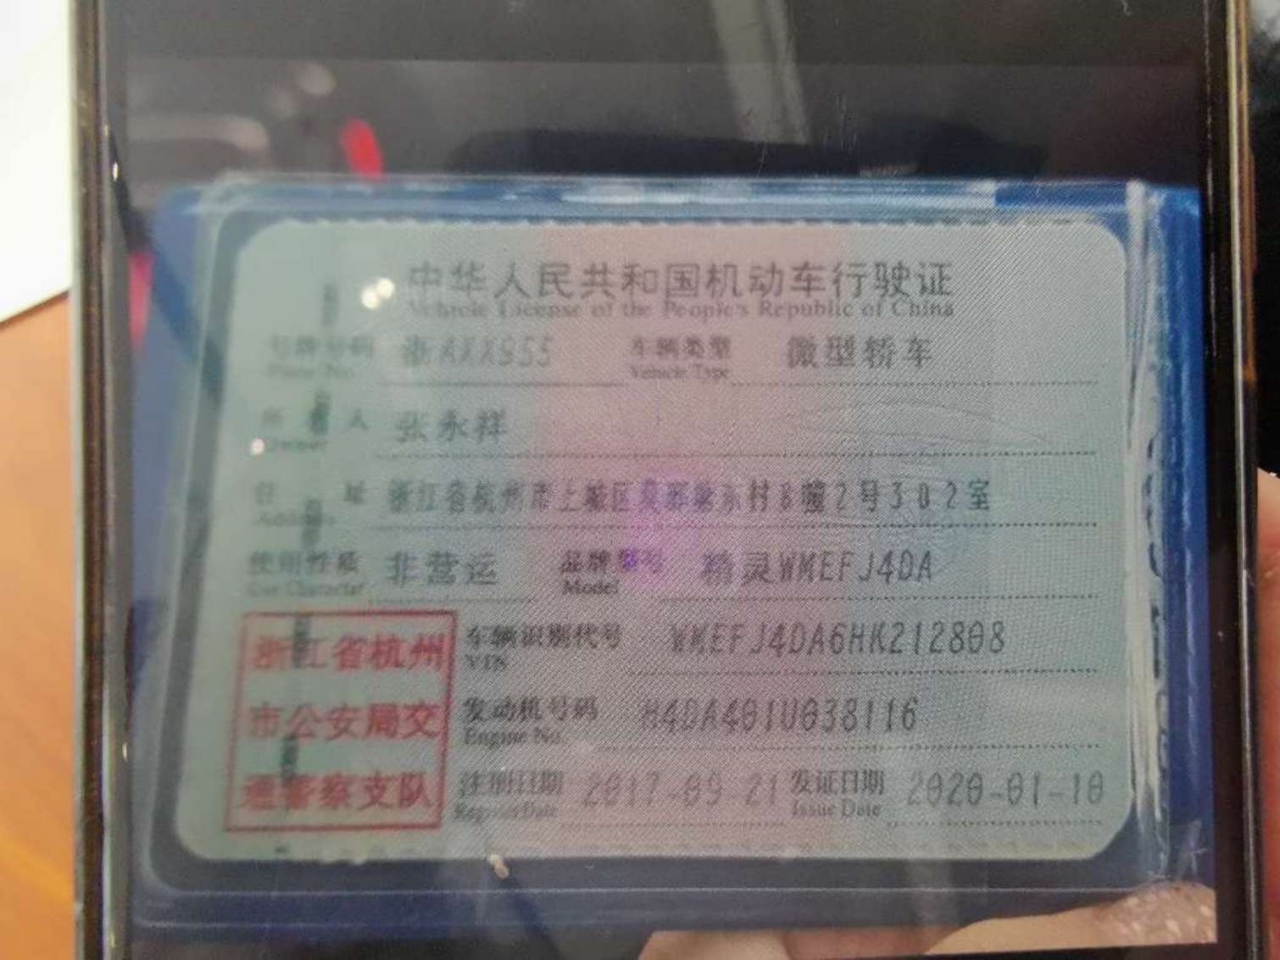 中华人民共和国机动车行驶证
Vehicle License of the People's Republic of China
号牌号码 浙AXX955 车辆类型 微型轿车
Plate No. Vehicle Type
所有人 张永祥
Owner
住址 浙江省杭州市上城区 村8幢2号302室
Address
使用性质 非营运 品牌型号 精灵WMEFJ4DA
Use Character Model
浙江省杭州
市公安局交
通警察支队
车辆识别代号 WMEFJ4DA6HK212808
VIN
发动机号码 H4DA401U038116
Engine No.
注册日期 2017-09-21 发证日期 2020-01-10
Register Date Issue Date